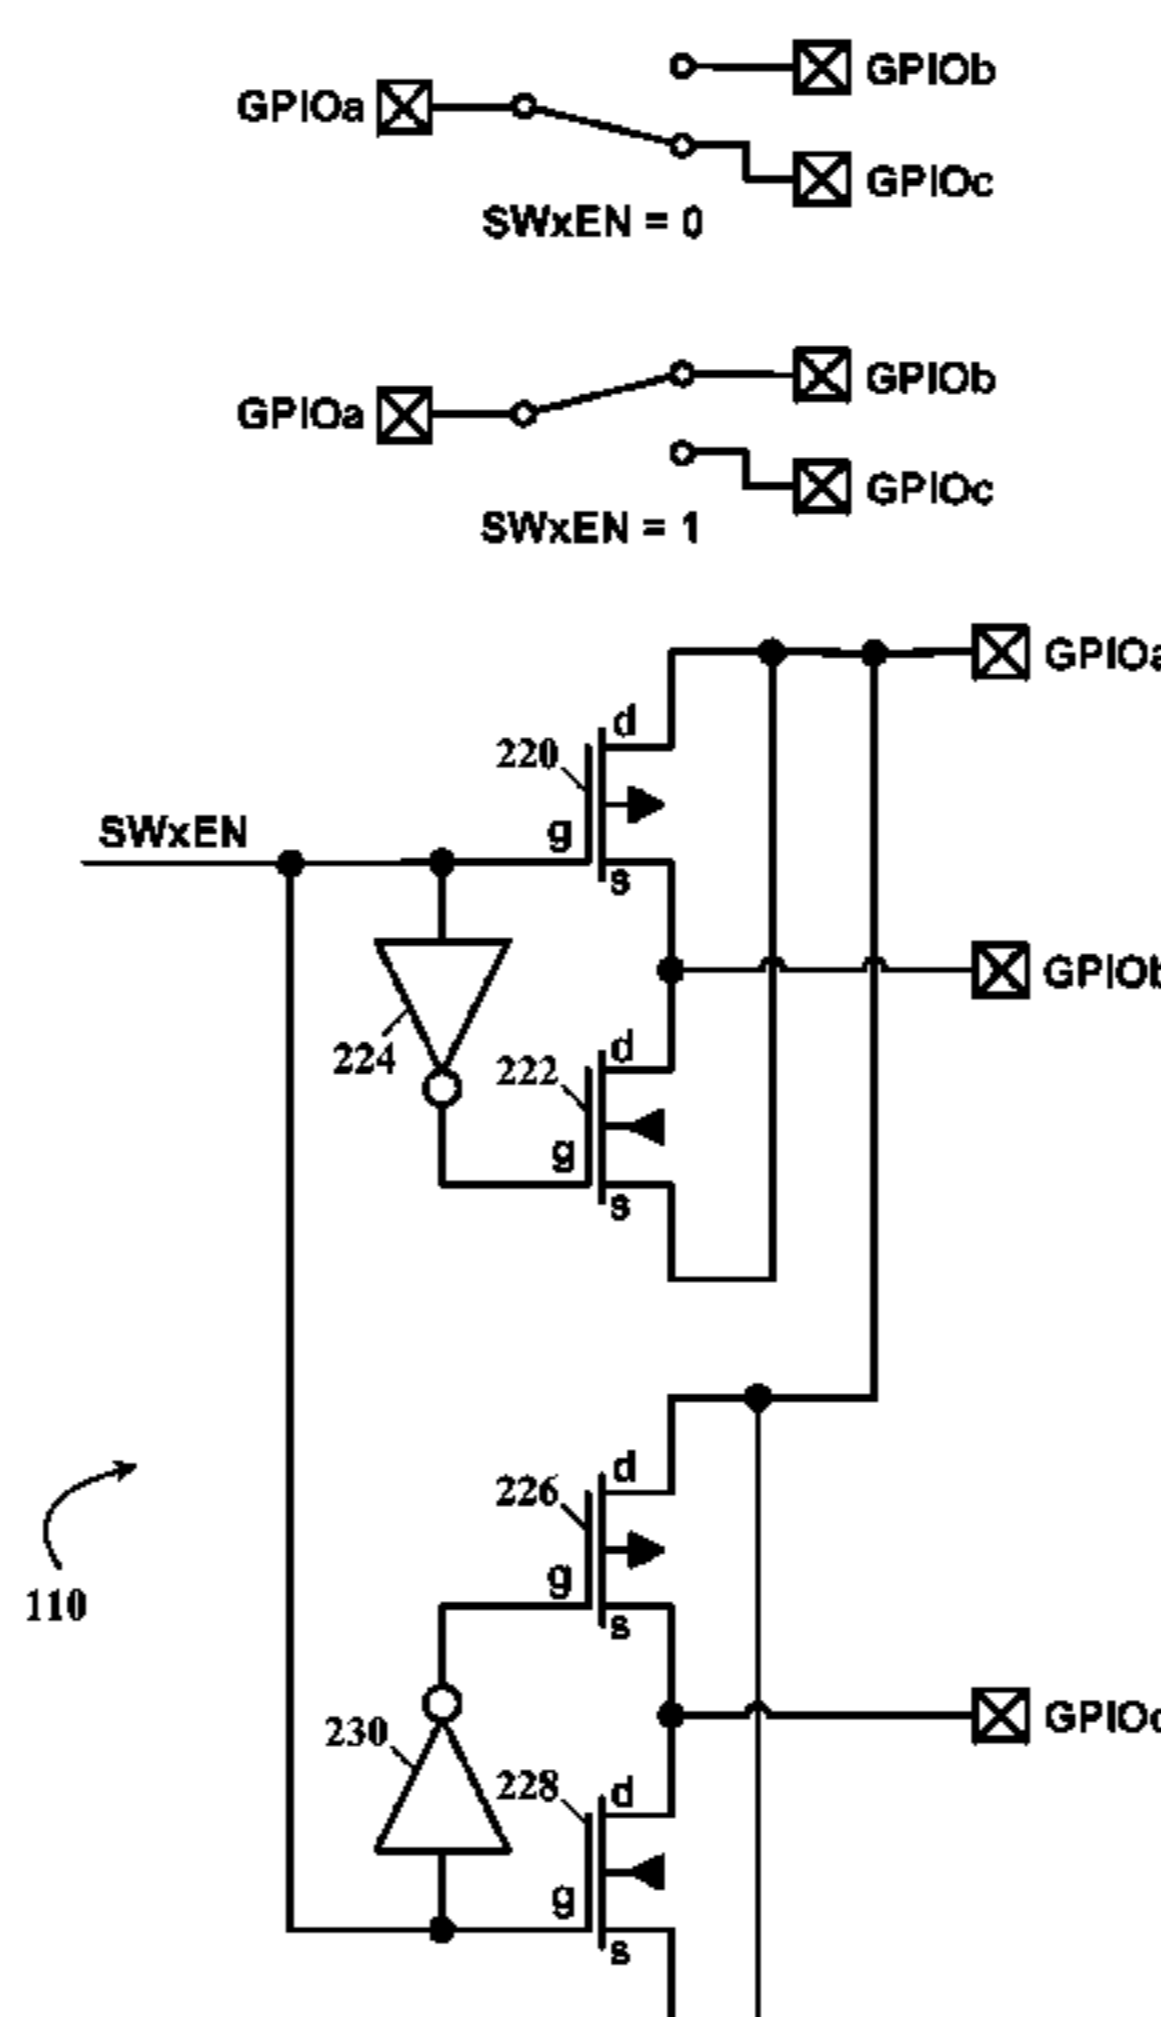 GPIOb
GPIOa
GPIOc
SWxEN = 0
GPIOb
GPIOa
GPIOc
SWxEN = 1
GPIOa
d
220
g
SWxEN
s
GPIOb
d
222
224
g
s
d
226
g
s
110
GPIO
230
228
d
g
s